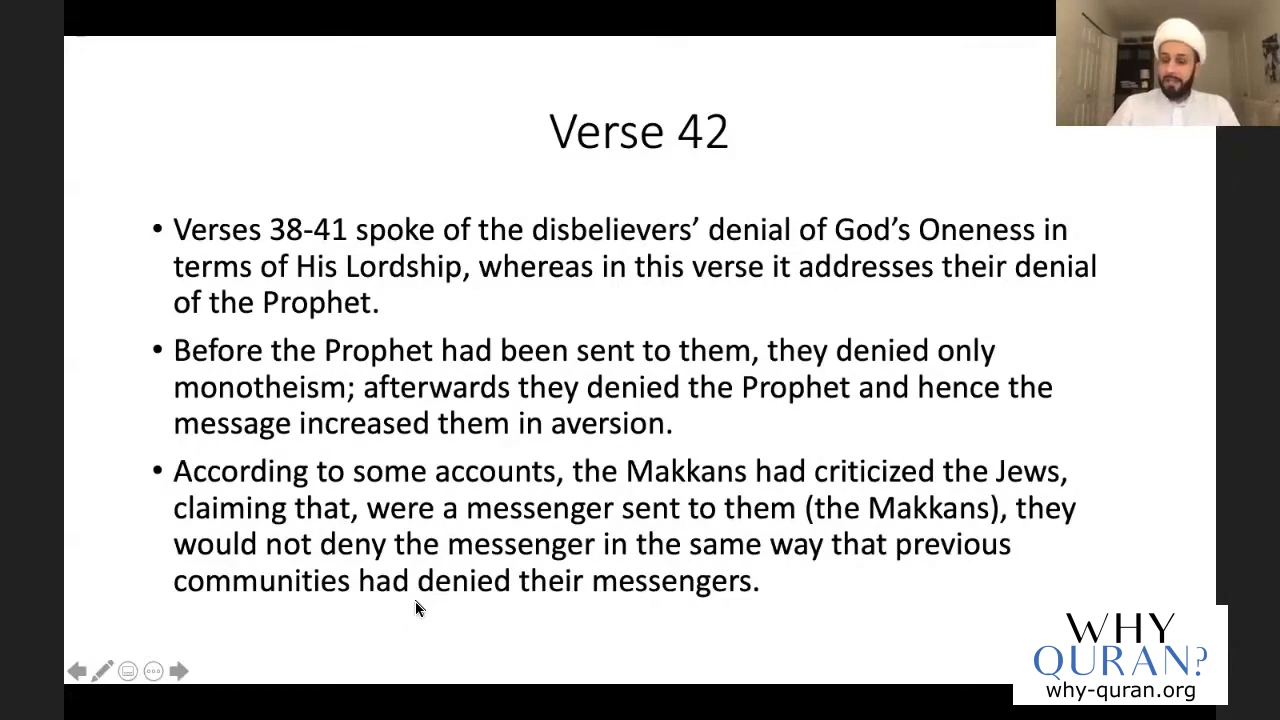 Verse 42
• Verses 38-41 spoke of the disbelievers’ denial of God’s Oneness in
terms of His Lordship, whereas in this verse it addresses their denial
of the Prophet.
• Before the Prophet had been sent to them, they denied only
monotheism; afterwards they denied the Prophet and hence the
message increased them in aversion.
• According to some accounts, the Makkans had criticized the Jews,
claiming that, were a messenger sent to them (the Makkans), they
would not deny the messenger in the same way that previous
communities had denied their messengers.
WHY
QURAN?
why-quran.org